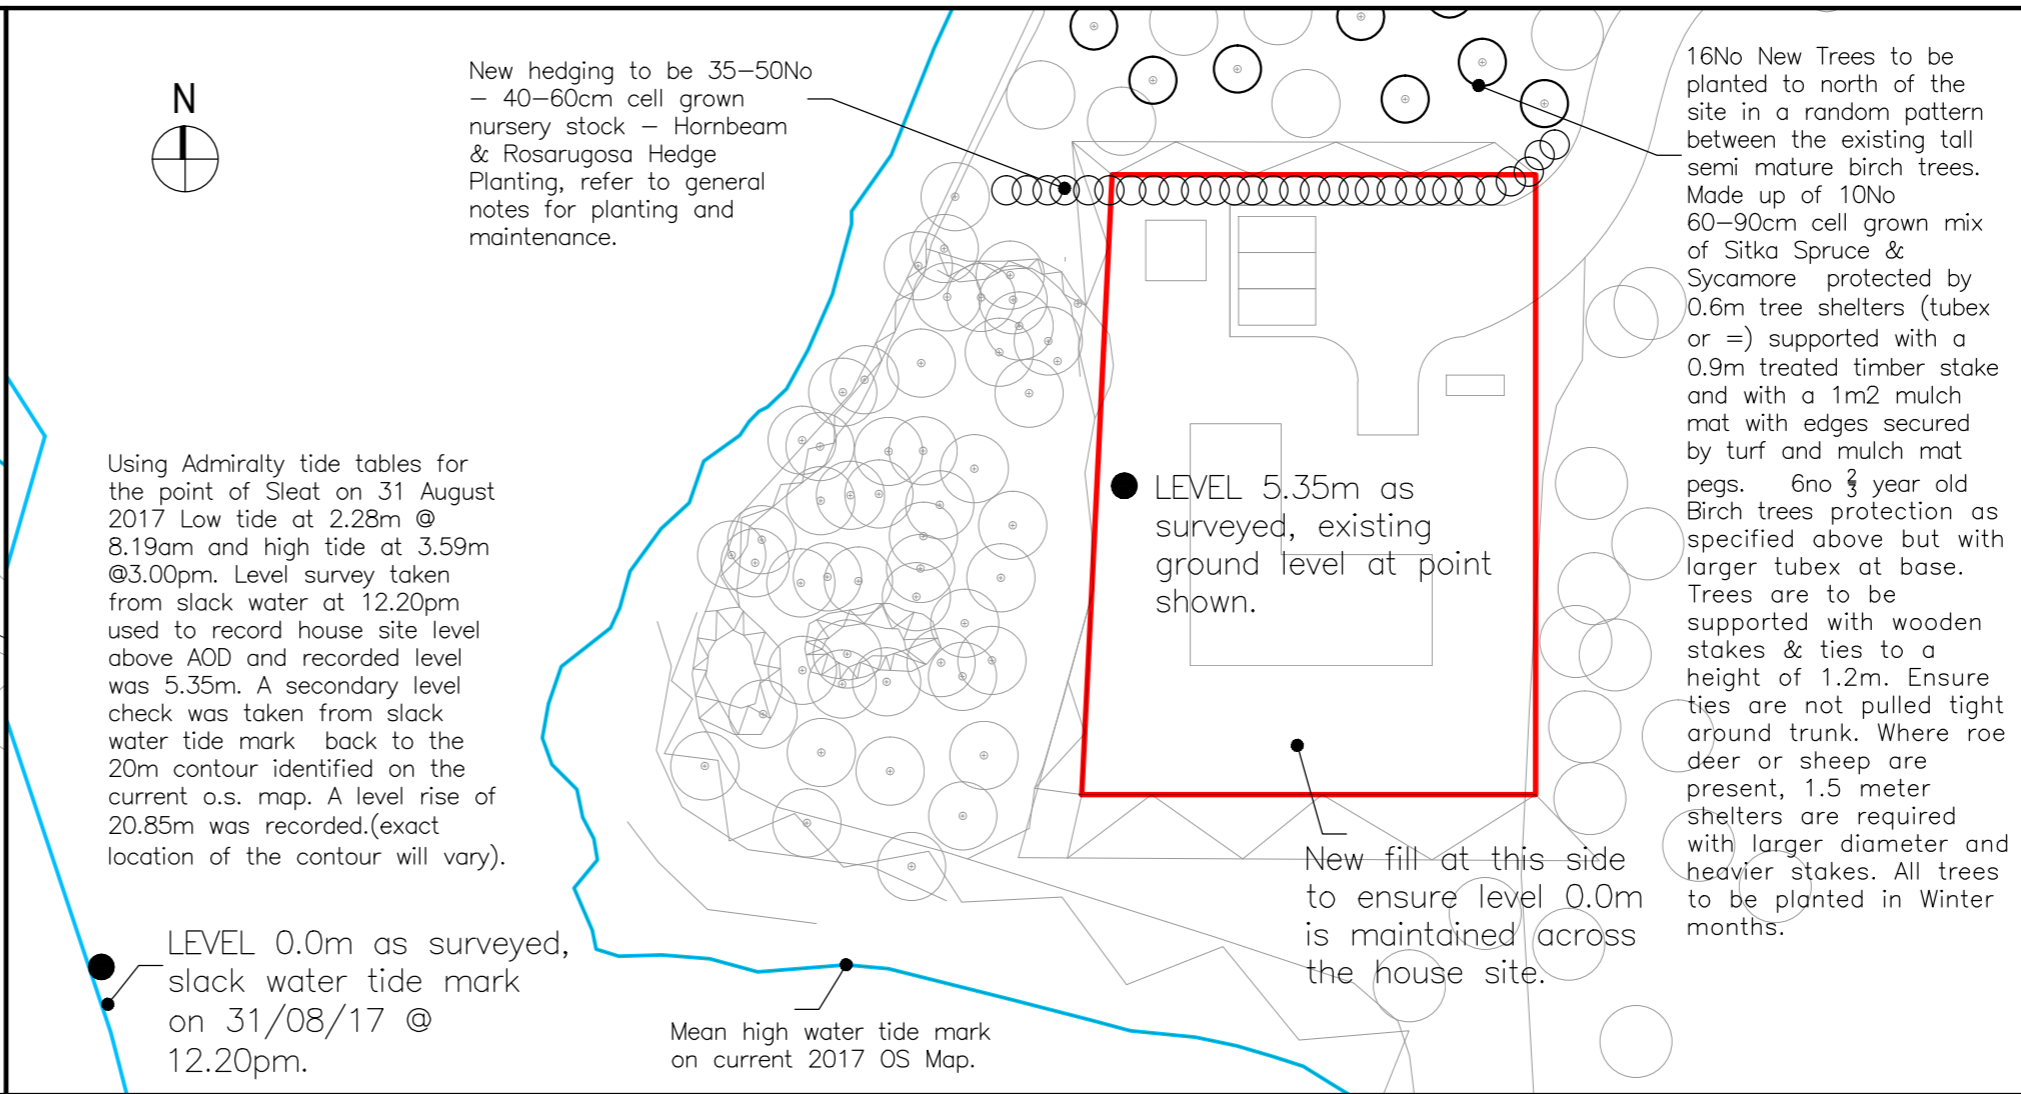 N
New hedging to be 35–50No
– 40–60cm cell grown
nursery stock – Hornbeam
& Rosarugosa Hedge
Planting, refer to general
notes for planting and
maintenance.
16No New Trees to be
planted to north of the
site in a random pattern
between the existing tall
semi mature birch trees.
Made up of 10No
60–90cm cell grown mix
of Sitka Spruce &
Sycamore protected by
0.6m tree shelters (tubex
or =) supported with a
0.9m treated timber stake
and with a 1m2 mulch
mat with edges secured
by turf and mulch mat
pegs. 6no 2/3 year old
Birch trees protection as
specified above but with
larger tubex at base.
Trees are to be
supported with wooden
stakes & ties to a
height of 1.2m. Ensure
ties are not pulled tight
around trunk. Where roe
deer or sheep are
present, 1.5 meter
shelters are required
with larger diameter and
heavier stakes. All trees
to be planted in Winter
months.
Using Admiralty tide tables for
the point of Sleat on 31 August
2017 Low tide at 2.28m @
8.19am and high tide at 3.59m
@3.00pm. Level survey taken
from slack water at 12.20pm
used to record house site level
above AOD and recorded level
was 5.35m. A secondary level
check was taken from slack
water tide mark back to the
20m contour identified on the
current o.s. map. A level rise of
20.85m was recorded.(exact
location of the contour will vary).
LEVEL 5.35m as
surveyed, existing
ground level at point
shown.
New fill at this side
to ensure level 0.0m
is maintained across
the house site.
LEVEL 0.0m as surveyed,
slack water tide mark
on 31/08/17 @
12.20pm.
Mean high water tide mark
on current 2017 OS Map.